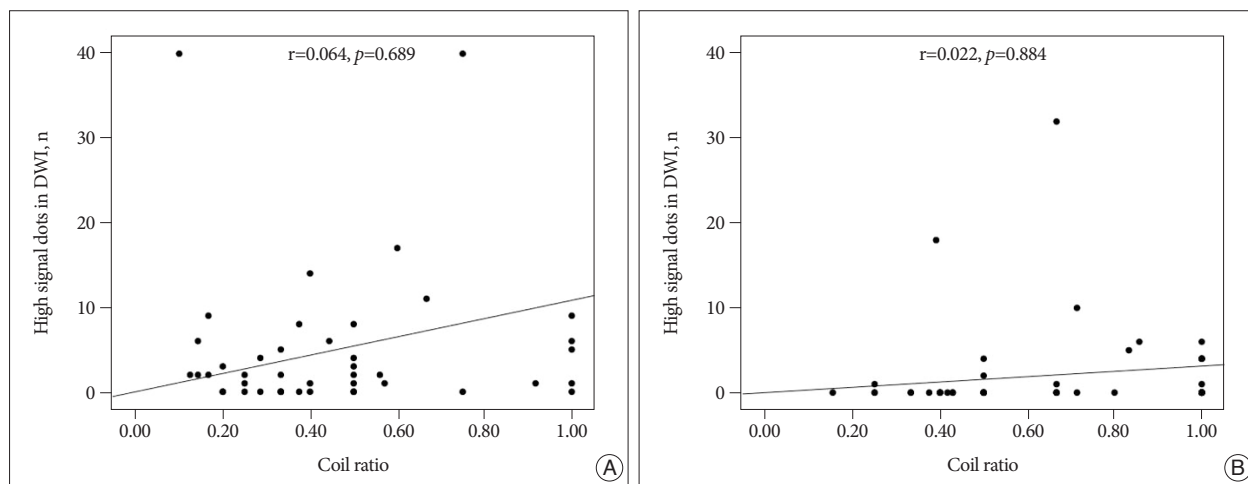 r=0.064, p=0.689
High signal dots in DWI, n
40
30
20
10
0
0.00 0.20 0.40 0.60 0.80 1.00
Coil ratio
A
r=0.022, p=0.884
High signal dots in DWI, n
40
30
20
10
0
0.00 0.20 0.40 0.60 0.80 1.00
Coil ratio
B